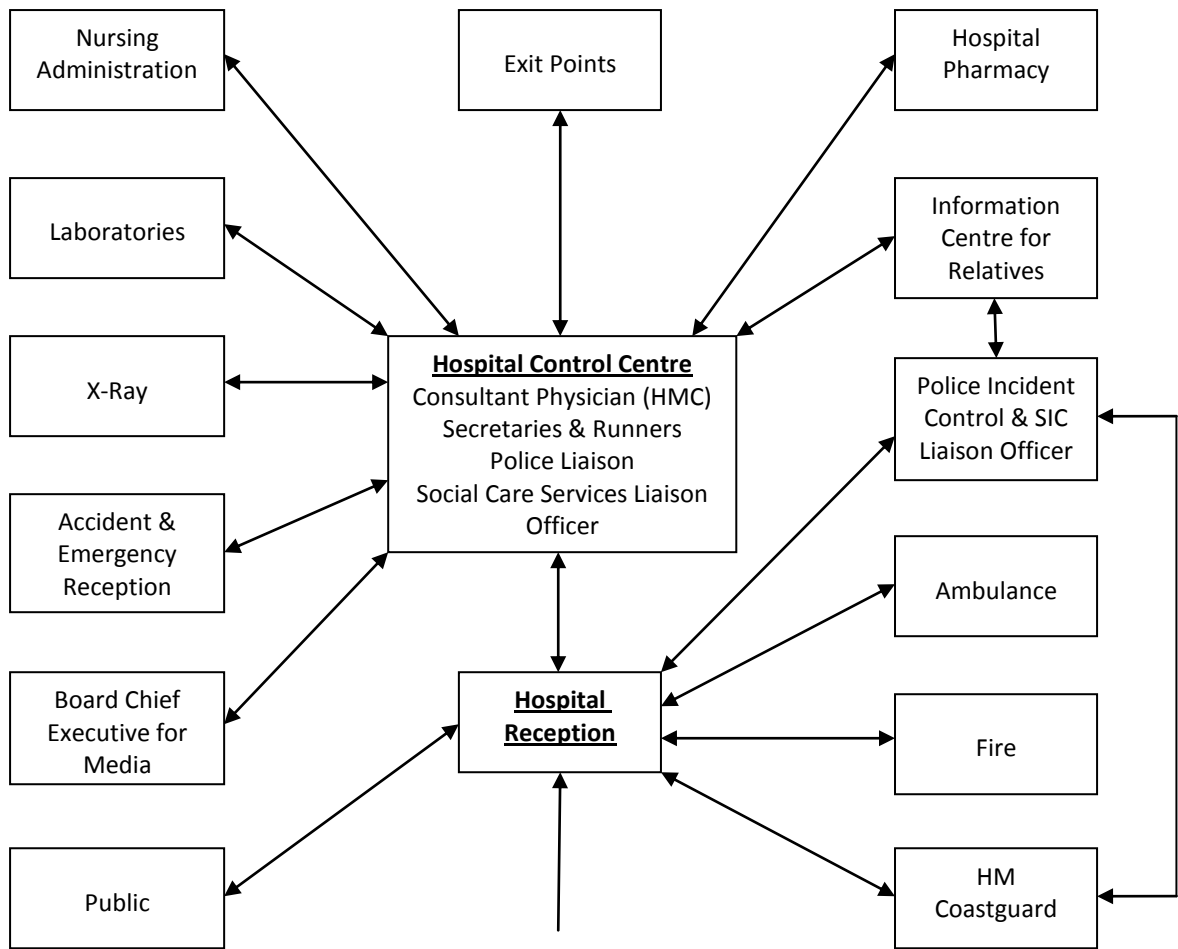 Nursing
Administration
Exit Points
Hospital
Pharmacy
Laboratories
Information
Centre for
Relatives
X-Ray
Hospital Control Centre
Consultant Physician (HMC)
Secretaries & Runners
Police Liaison
Social Care Services Liaison
Officer
Police Incident
Control & SIC
Liaison Officer
Accident &
Emergency
Reception
Ambulance
Board Chief
Executive for
Media
Hospital
Reception
Fire
Public
HM
Coastguard